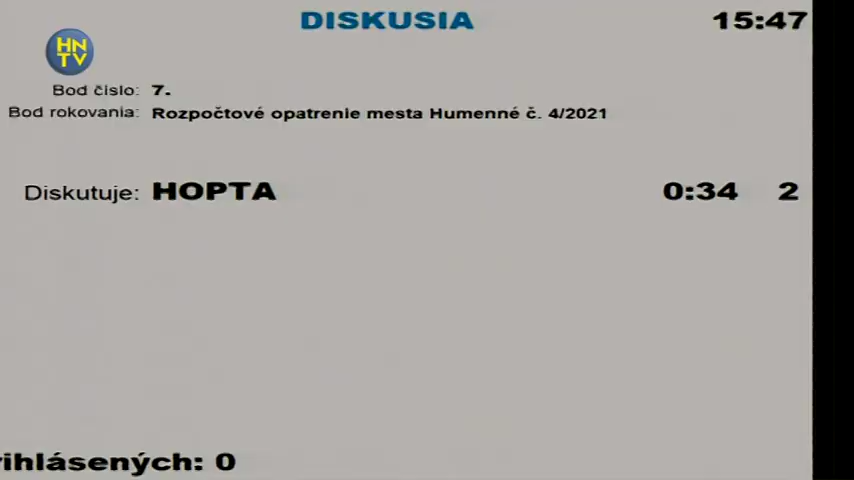 DISKUSIA 15:47
HN
TV
Bod číslo: 7.
Bod rokovania: Rozpočtové opatrenie mesta Humenné č. 4/2021
Diskutuje: HOPTA 0:34 2
rihlásených: 0